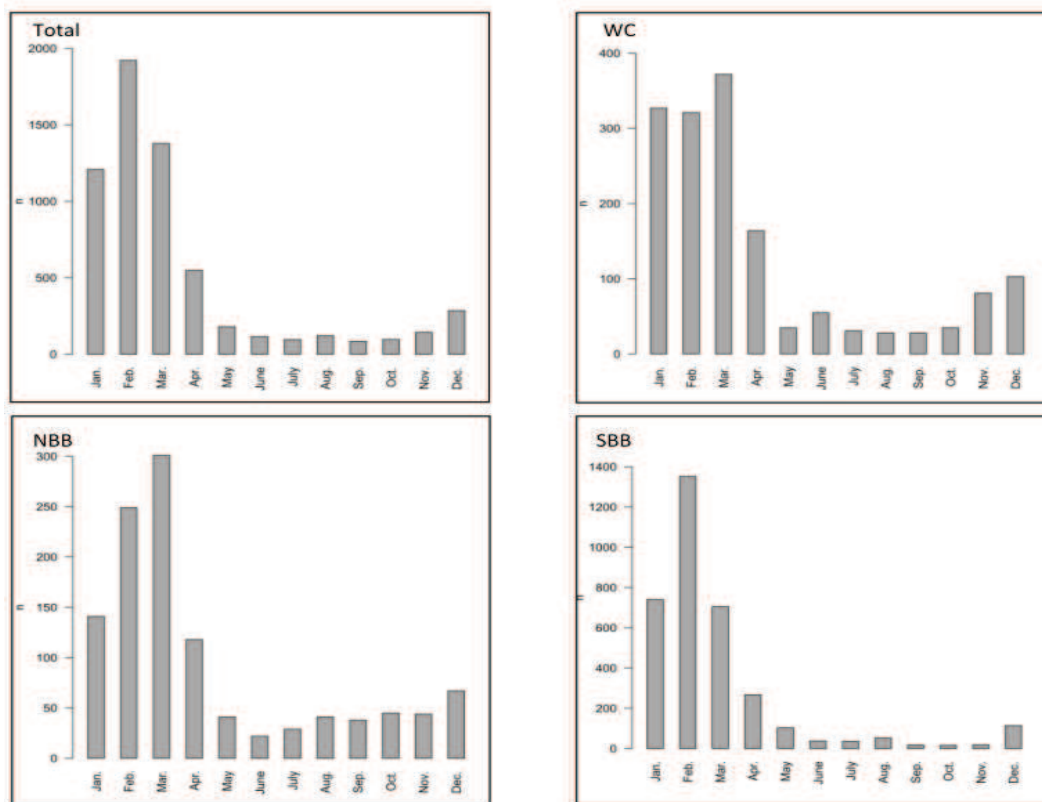 Total
2000
1500
1000
500
0
n
Jan. Feb. Mar. Apr. May June July Aug. Sep. Oct. Nov. Dec.
WC
400
300
200
100
0
n
Jan. Feb. Mar. Apr. May June July Aug. Sep. Oct. Nov. Dec.
NBB
300
250
200
150
100
50
0
n
Jan. Feb. Mar. Apr. May June July Aug. Sep. Oct. Nov. Dec.
SBB
1400
1200
1000
800
600
400
200
0
n
Jan. Feb. Mar. Apr. May June July Aug. Sep. Oct. Nov. Dec.